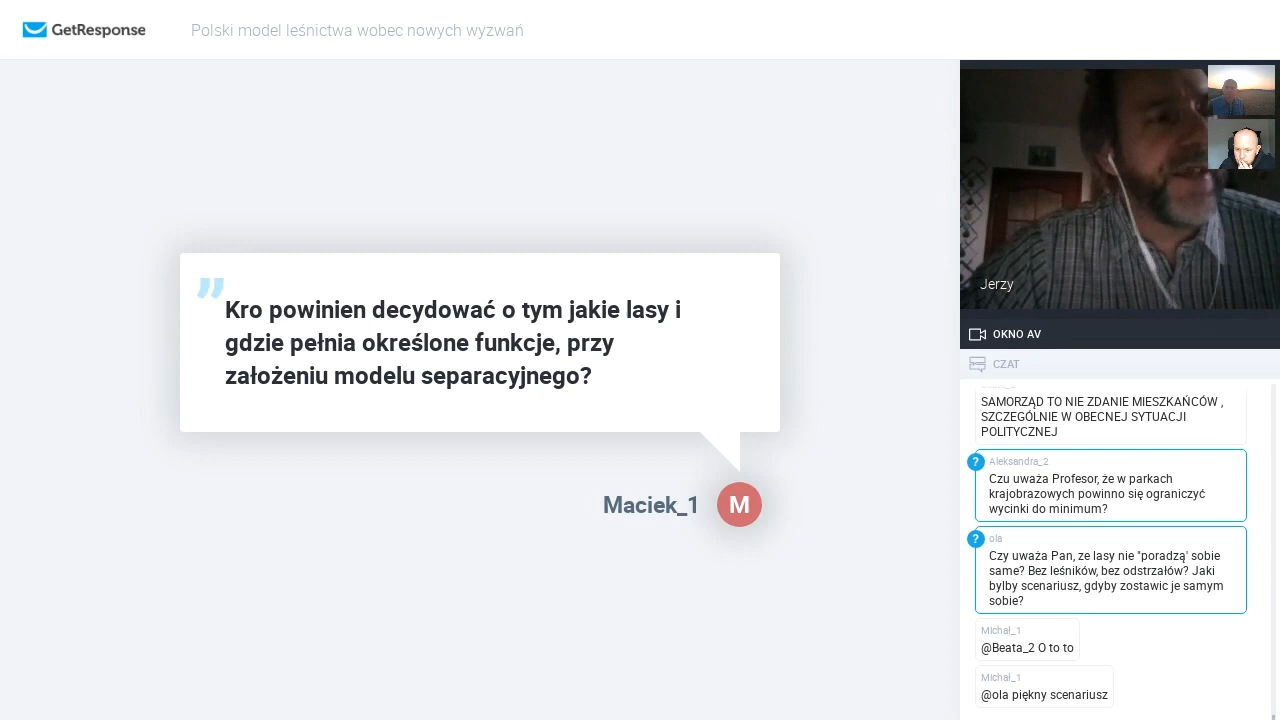 GetResponse
Polski model leśnictwa wobec nowych wyzwań
Kro powinien decydować o tym jakie lasy i
gdzie pełnia określone funkcje, przy
założeniu modelu separacyjnego?
Maciek_1
M
Jerzy
OKNO AV
CZAT
SAMORZĄD TO NIE ZDANIE MIESZKAŃCÓW ,
SZCZEGÓLNIE W OBECNEJ SYTUACJI
POLITYCZNEJ
?
Aleksandra_2
Czu uważa Profesor, że w parkach
krajobrazowych powinno się ograniczyć
wycinki do minimum?
?
ola
Czy uważa Pan, ze lasy nie "poradzą' sobie
same? Bez leśników, bez odstrzałów? Jaki
bylby scenariusz, gdyby zostawic je samym
sobie?
Michał_1
@Beata_2 O to to
Michał_1
@ola piękny scenariusz